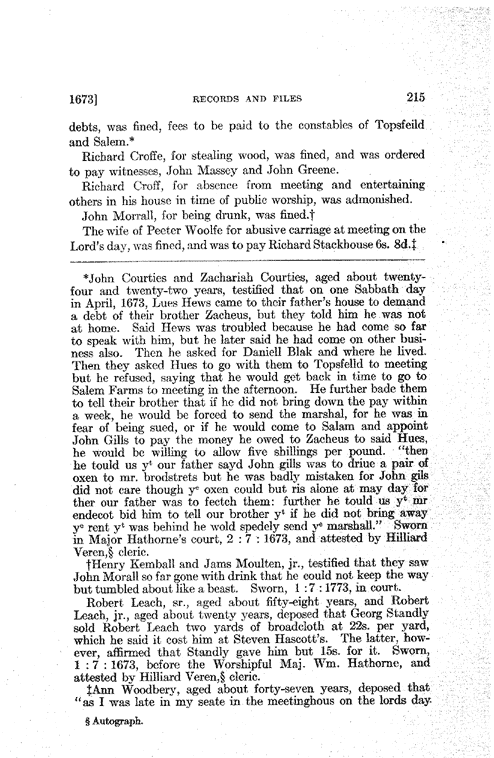 1673] RECORDS AND FILES 215
debts, was fined, fees to be paid to the constables of Topsfeild
and Salem.*
Richard Croffe, for stealing wood, was fined, and was ordered
to pay witnesses, John Massey and John Greene.
Richard Croff, for absence from meeting and entertaining
others in his house in time of public worship, was admonished.
John Morrall, for being drunk, was fined.†
The wife of Peeter Woolfe for abusive carriage at meeting on the
Lord's day, was fined, and was to pay Richard Stackhouse 6s. 8d.‡
*John Courties and Zachariah Courties, aged about twenty-
four and twenty-two years, testified that on one Sabbath day
in April, 1673, Lues Hews came to their father's house to demand
a debt of their brother Zacheus, but they told him he was not
at home. Said Hews was troubled because he had come so far
to speak with him, but he later said he had come on other busi-
ness also. Then he asked for Daniell Blak and where he lived.
Then they asked Hues to go with them to Topsfelld to meeting
but he refused, saying that he would get back in time to go to
Salem Farms to meeting in the afternoon. He further bade them
to tell their brother that if he did not bring down the pay within
a week, he would be forced to send the marshal, for he was in
fear of being sued, or if he would come to Salam and appoint
John Gills to pay the money he owed to Zacheus to said Hues,
he would be willing to allow five shillings per pound. "then
he tould us yᵗ our father sayd John gills was to driue a pair of
oxen to mr. brodstrets but he was badly mistaken for John gils
did not care though yᵉ oxen could but ris alone at may day for
ther our father was to fectch them: further he tould us yᵗ mr
endecot bid him to tell our brother yᵗ if he did not bring away
yᵉ rent yᵗ was behind he wold spedely send yᵉ marshall." Sworn
in Major Hathorne's court, 2 : 7 : 1673, and attested by Hilliard
Veren,§ cleric.
†Henry Kemball and Jams Moulten, jr., testified that they saw
John Morall so far gone with drink that he could not keep the way
but tumbled about like a beast. Sworn, 1 : 7 : 1773, in court.
Robert Leach, sr., aged about fifty-eight years, and Robert
Leach, jr., aged about twenty years, deposed that Georg Standly
sold Robert Leach two yards of broadcloth at 22s. per yard,
which he said it cost him at Steven Hascott's. The latter, how-
ever, affirmed that Standly gave him but 15s. for it. Sworn,
1 : 7 : 1673, before the Worshipful Maj. Wm. Hathorne, and
attested by Hilliard Veren,§ cleric.
‡Ann Woodbery, aged about forty-seven years, deposed that
"as I was late in my seate in the meetinghous on the lords day
§ Autograph.